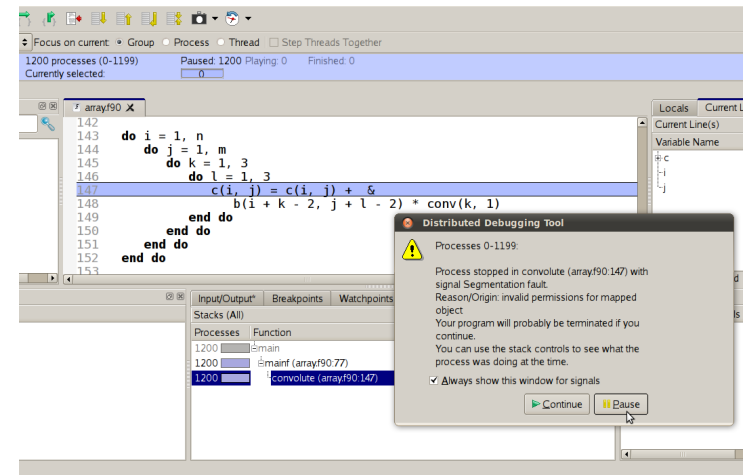 Focus on current: Group Process Thread Step Threads Together
1200 processes (0-1199) Paused: 1200 Playing: 0 Finished: 0
Currently selected: 0
array.f90
Locals Current L
142
143 do i = 1, n
144 do j = 1, m
145 do k = 1, 3
146 do l = 1, 3
147 c(i, j) = c(i, j) + &
148 b(i + k - 2, j + l - 2) * conv(k, 1)
149 end do
150 end do
151 end do
152 end do
153
Current Line(s)
Variable Name
c
i
j
Distributed Debugging Tool
Processes 0-1199:
Process stopped in convolute (array.f90:147) with
signal Segmentation fault.
Reason/Origin: invalid permissions for mapped
object
Your program will probably be terminated if you
continue.
You can use the stack controls to see what the
process was doing at the time.
Always show this window for signals
Continue Pause
Input/Output* Breakpoints Watchpoints
Stacks (All)
Processes Function
1200 main
1200 mainf (array.f90:77)
1200 convolute (array.f90:147)